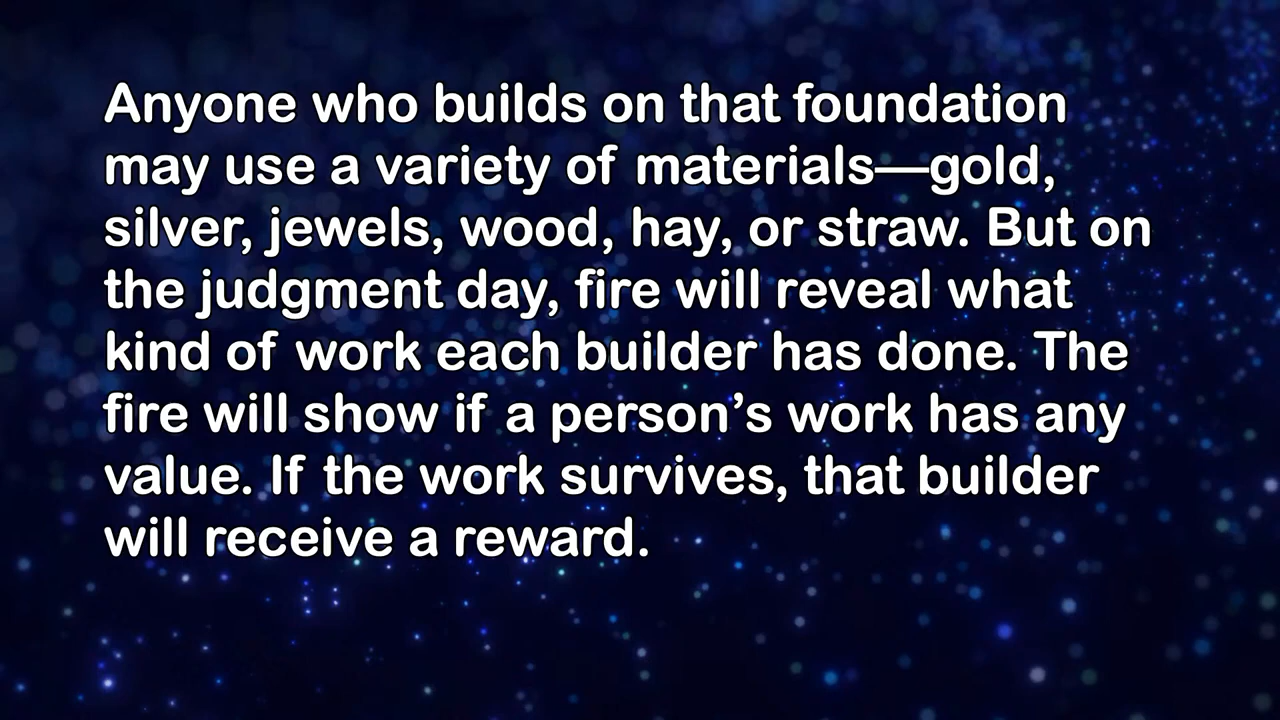 Anyone who builds on that foundation
may use a variety of materials—gold,
silver, jewels, wood, hay, or straw. But on
the judgment day, fire will reveal what
kind of work each builder has done. The
fire will show if a person’s work has any
value. If the work survives, that builder
will receive a reward.